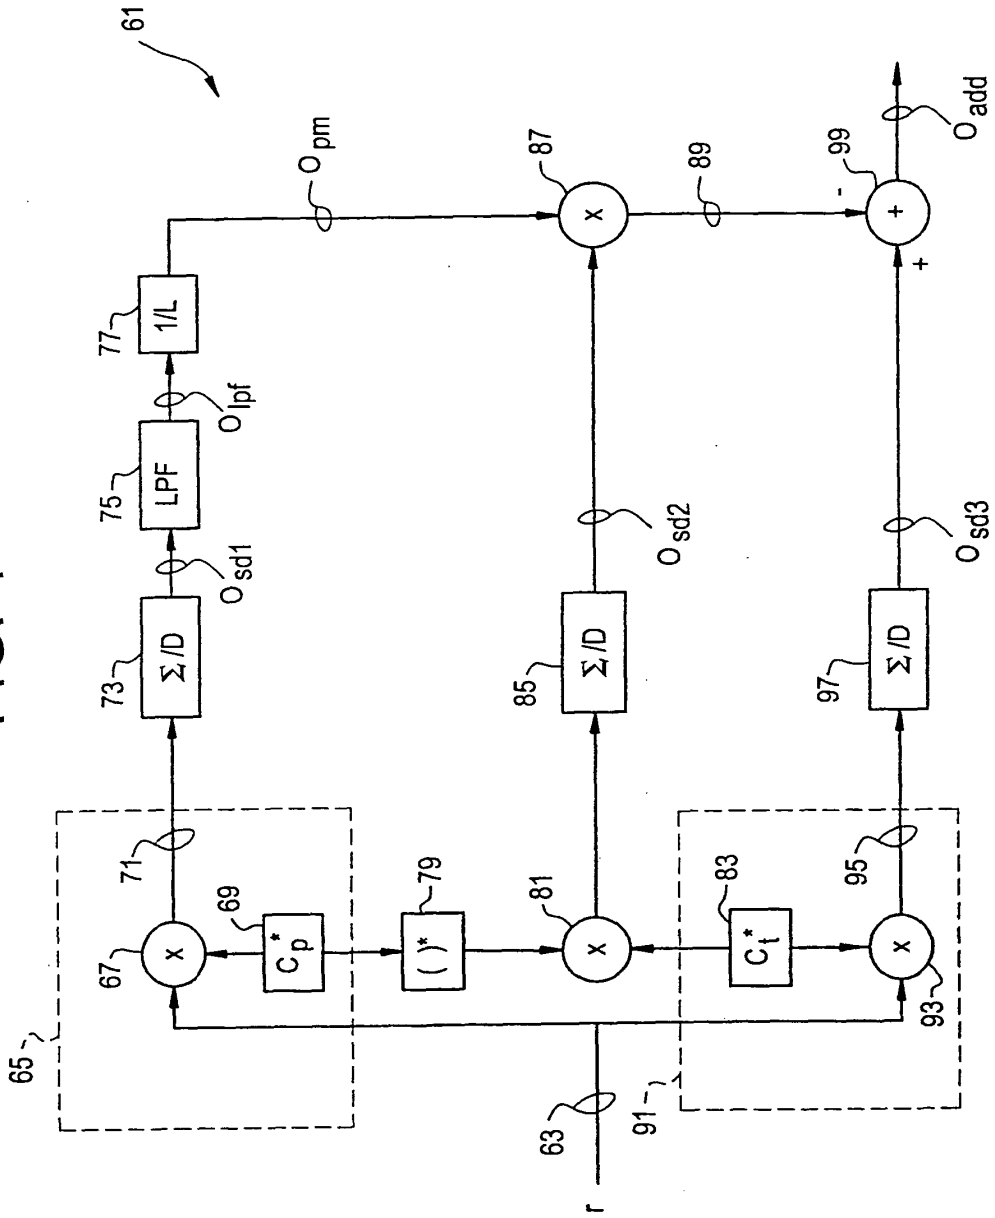 61
65
67
X
71
69
C_p^*
73
Σ/D
O_sd1
75
LPF
O_lpf
77
1/L
O_pm
79
( )*
r
63
81
X
85
Σ/D
O_sd2
87
X
89
91
83
C_t^*
93
X
95
97
Σ/D
O_sd3
+
-
+
99
O_add